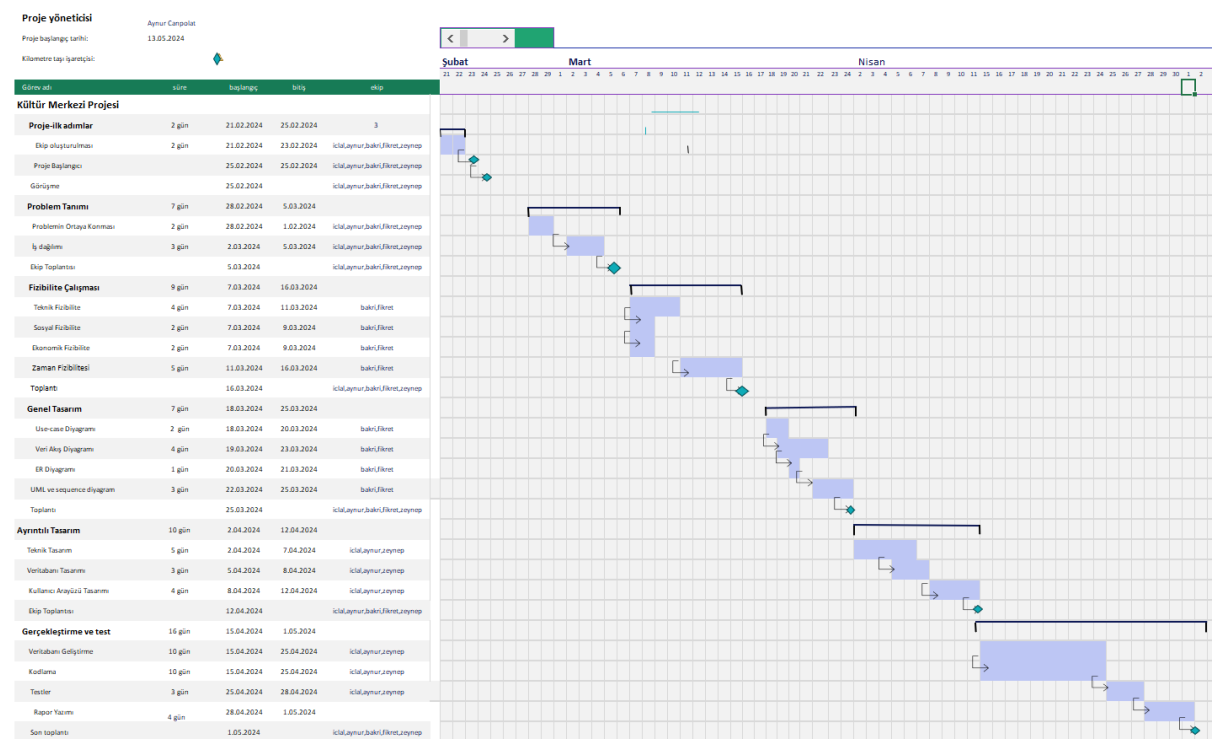 Proje yöneticisi Aynur Canpolat
Proje başlangıç tarihi: 13.05.2024
Kilometre taşı işaretçisi:
Şubat Mart Nisan
21 22 23 24 25 26 27 28 29 1 2 3 4 5 6 7 8 9 10 11 12 13 14 15 16 17 18 19 20 21 22 23 24 2 3 4 5 6 7 8 9 10 11 15 16 17 18 19 20 21 22 23 24 25 26 27 28 29 30 1 2
Görev adı süre başlangıç bitiş ekip
Kültür Merkezi Projesi
Proje-ilk adımlar 2 gün 21.02.2024 25.02.2024 3
Ekip oluşturulması 2 gün 21.02.2024 23.02.2024 iclal,aynur,bakri,fikret,zeynep
Proje Başlangıcı 25.02.2024 25.02.2024 iclal,aynur,bakri,fikret,zeynep
Görüşme 25.02.2024 iclal,aynur,bakri,fikret,zeynep
Problem Tanımı 7 gün 28.02.2024 5.03.2024
Problemin Ortaya Konması 2 gün 28.02.2024 1.02.2024 iclal,aynur,bakri,fikret,zeynep
İş dağılımı 3 gün 2.03.2024 5.03.2024 iclal,aynur,bakri,fikret,zeynep
Ekip Toplantısı 5.03.2024 iclal,aynur,bakri,fikret,zeynep
Fizibilite Çalışması 9 gün 7.03.2024 16.03.2024
Teknik Fizibilite 4 gün 7.03.2024 11.03.2024 bakri,fikret
Sosyal Fizibilite 2 gün 7.03.2024 9.03.2024 bakri,fikret
Ekonomik Fizibilite 2 gün 7.03.2024 9.03.2024 bakri,fikret
Zaman Fizibilitesi 5 gün 11.03.2024 16.03.2024 bakri,fikret
Toplantı 16.03.2024 iclal,aynur,bakri,fikret,zeynep
Genel Tasarım 7 gün 18.03.2024 25.03.2024
Use-case Diyagramı 2 gün 18.03.2024 20.03.2024 bakri,fikret
Veri Akış Diyagramı 4 gün 19.03.2024 23.03.2024 bakri,fikret
ER Diyagramı 1 gün 20.03.2024 21.03.2024 bakri,fikret
UML ve sequence diyagram 3 gün 22.03.2024 25.03.2024 bakri,fikret
Toplantı 25.03.2024 iclal,aynur,bakri,fikret,zeynep
Ayrıntılı Tasarım 10 gün 2.04.2024 12.04.2024
Teknik Tasarım 5 gün 2.04.2024 7.04.2024 iclal,aynur,zeynep
Veritabanı Tasarımı 3 gün 5.04.2024 8.04.2024 iclal,aynur,zeynep
Kullanıcı Arayüzü Tasarımı 4 gün 8.04.2024 12.04.2024 iclal,aynur,zeynep
Ekip Toplantısı 12.04.2024 iclal,aynur,bakri,fikret,zeynep
Gerçekleştirme ve test 16 gün 15.04.2024 1.05.2024
Veritabanı Geliştirme 10 gün 15.04.2024 25.04.2024 iclal,aynur,zeynep
Kodlama 10 gün 15.04.2024 25.04.2024 iclal,aynur,zeynep
Testler 3 gün 25.04.2024 28.04.2024 iclal,aynur,zeynep
Rapor Yazımı 4 gün 28.04.2024 1.05.2024
Son toplantı 1.05.2024 iclal,aynur,bakri,fikret,zeynep